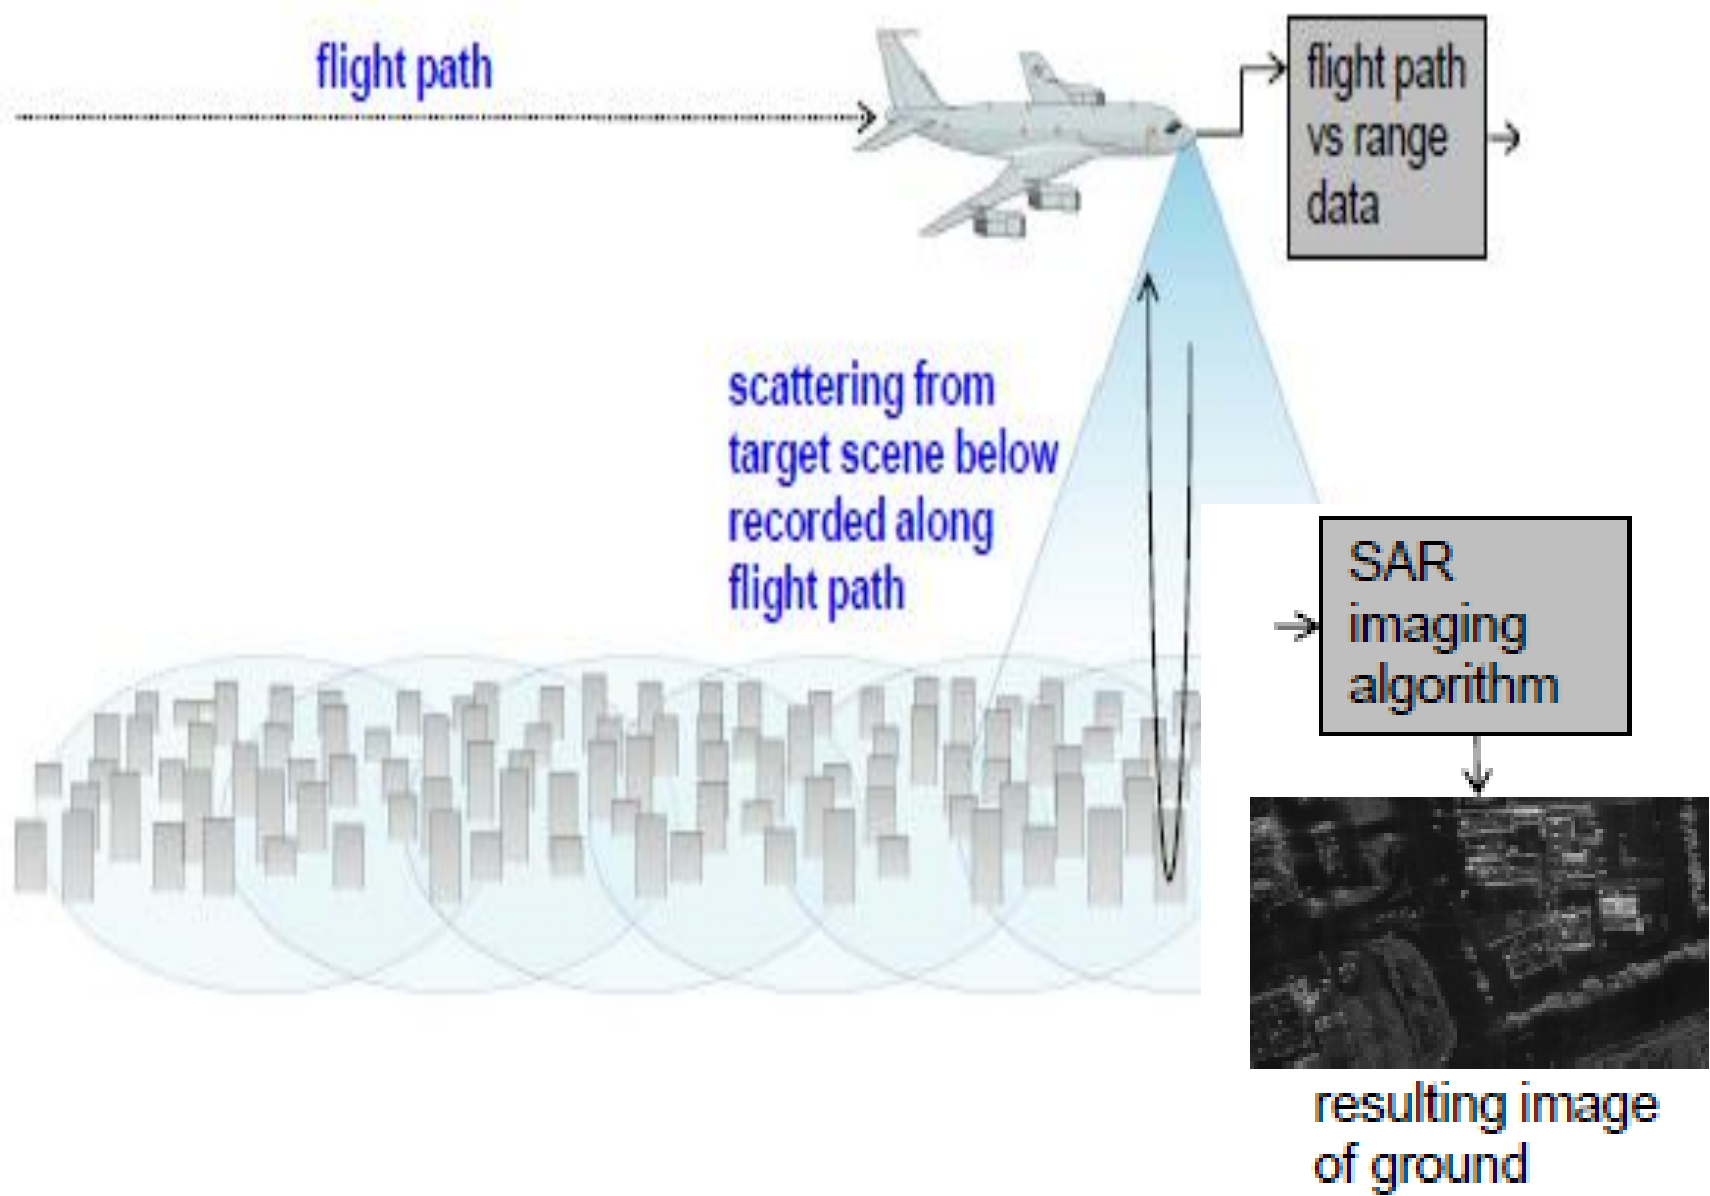 flight path
flight path
vs range
data
scattering from
target scene below
recorded along
flight path
SAR
imaging
algorithm
resulting image
of ground